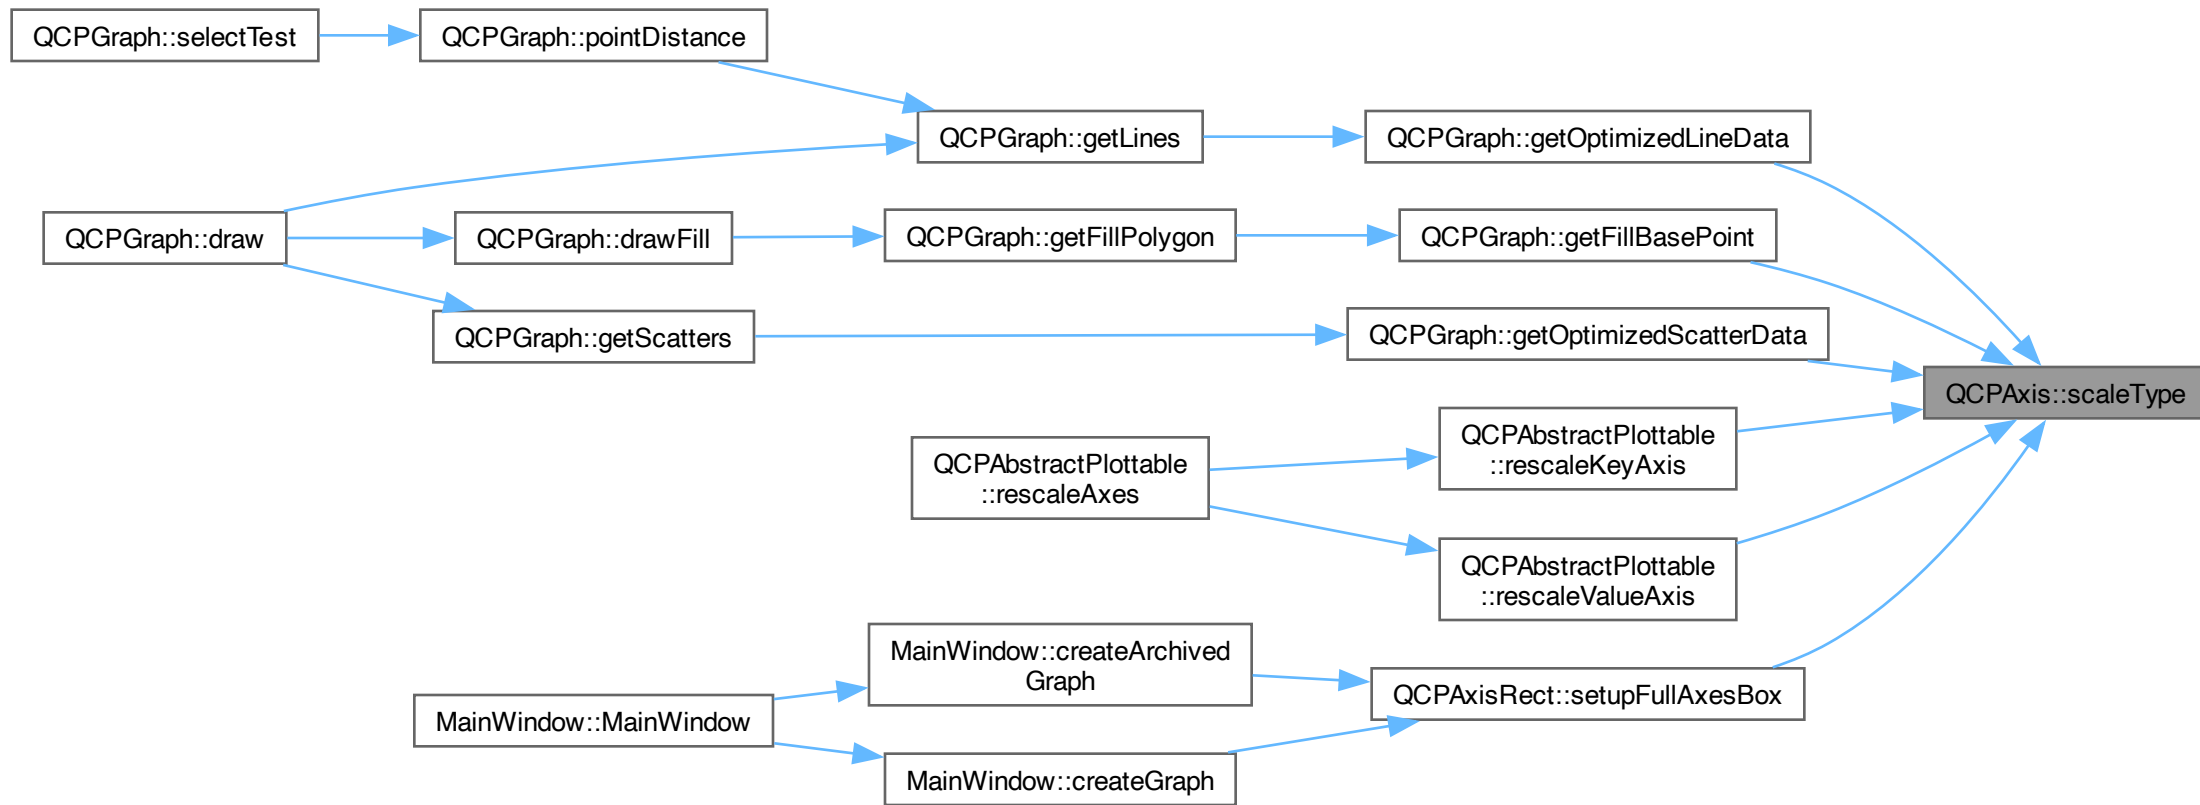 QCPGraph::selectTest
QCPGraph::pointDistance
QCPGraph::getLines
QCPGraph::getOptimizedLineData
QCPGraph::draw
QCPGraph::drawFill
QCPGraph::getFillPolygon
QCPGraph::getFillBasePoint
QCPGraph::getScatters
QCPGraph::getOptimizedScatterData
QCPAxis::scaleType
QCPAbstractPlottable
::rescaleAxes
QCPAbstractPlottable
::rescaleKeyAxis
QCPAbstractPlottable
::rescaleValueAxis
MainWindow::createArchived
Graph
MainWindow::MainWindow
QCPAxisRect::setupFullAxesBox
MainWindow::createGraph